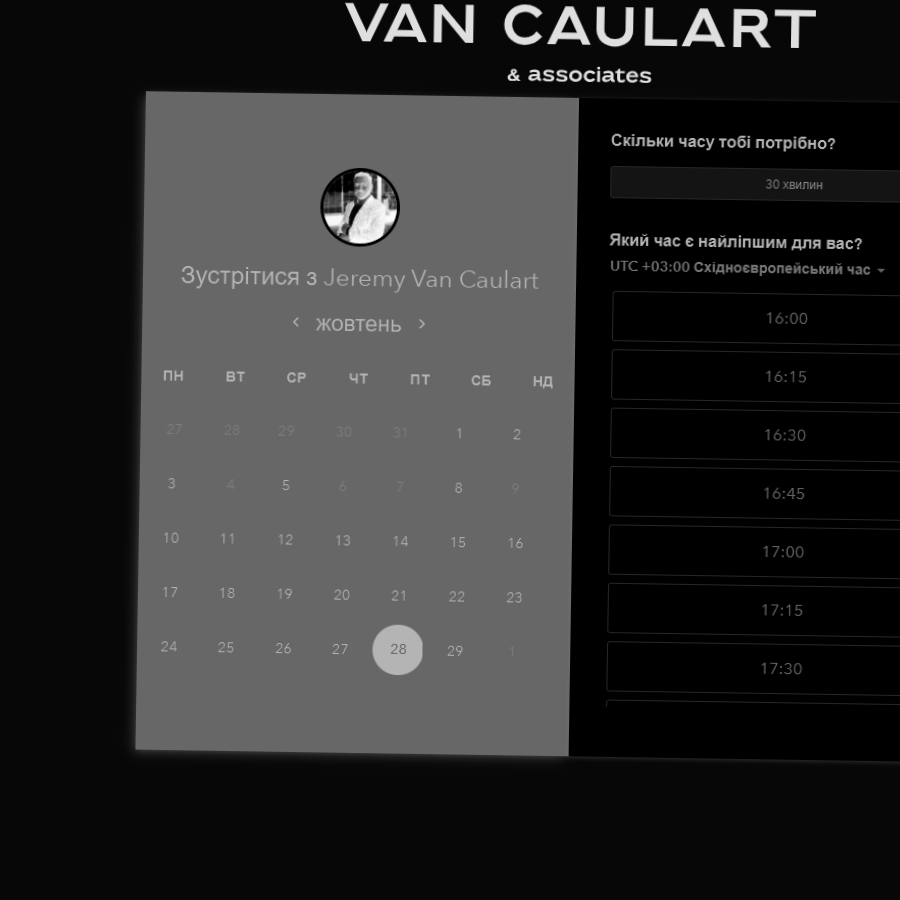 VAN CAULART
& associates
Зустрітися з Jeremy Van Caulart
жовтень
ПН ВТ СР ЧТ ПТ СБ НД
27 28 29 30 31 1 2
3 4 5 6 7 8 9
10 11 12 13 14 15 16
17 18 19 20 21 22 23
24 25 26 27 28 29 1
Скільки часу тобі потрібно?
30 хвилин
Який час є найліпшим для вас?
UTC +03:00 Східноєвропейський час
16:00
16:15
16:30
16:45
17:00
17:15
17:30